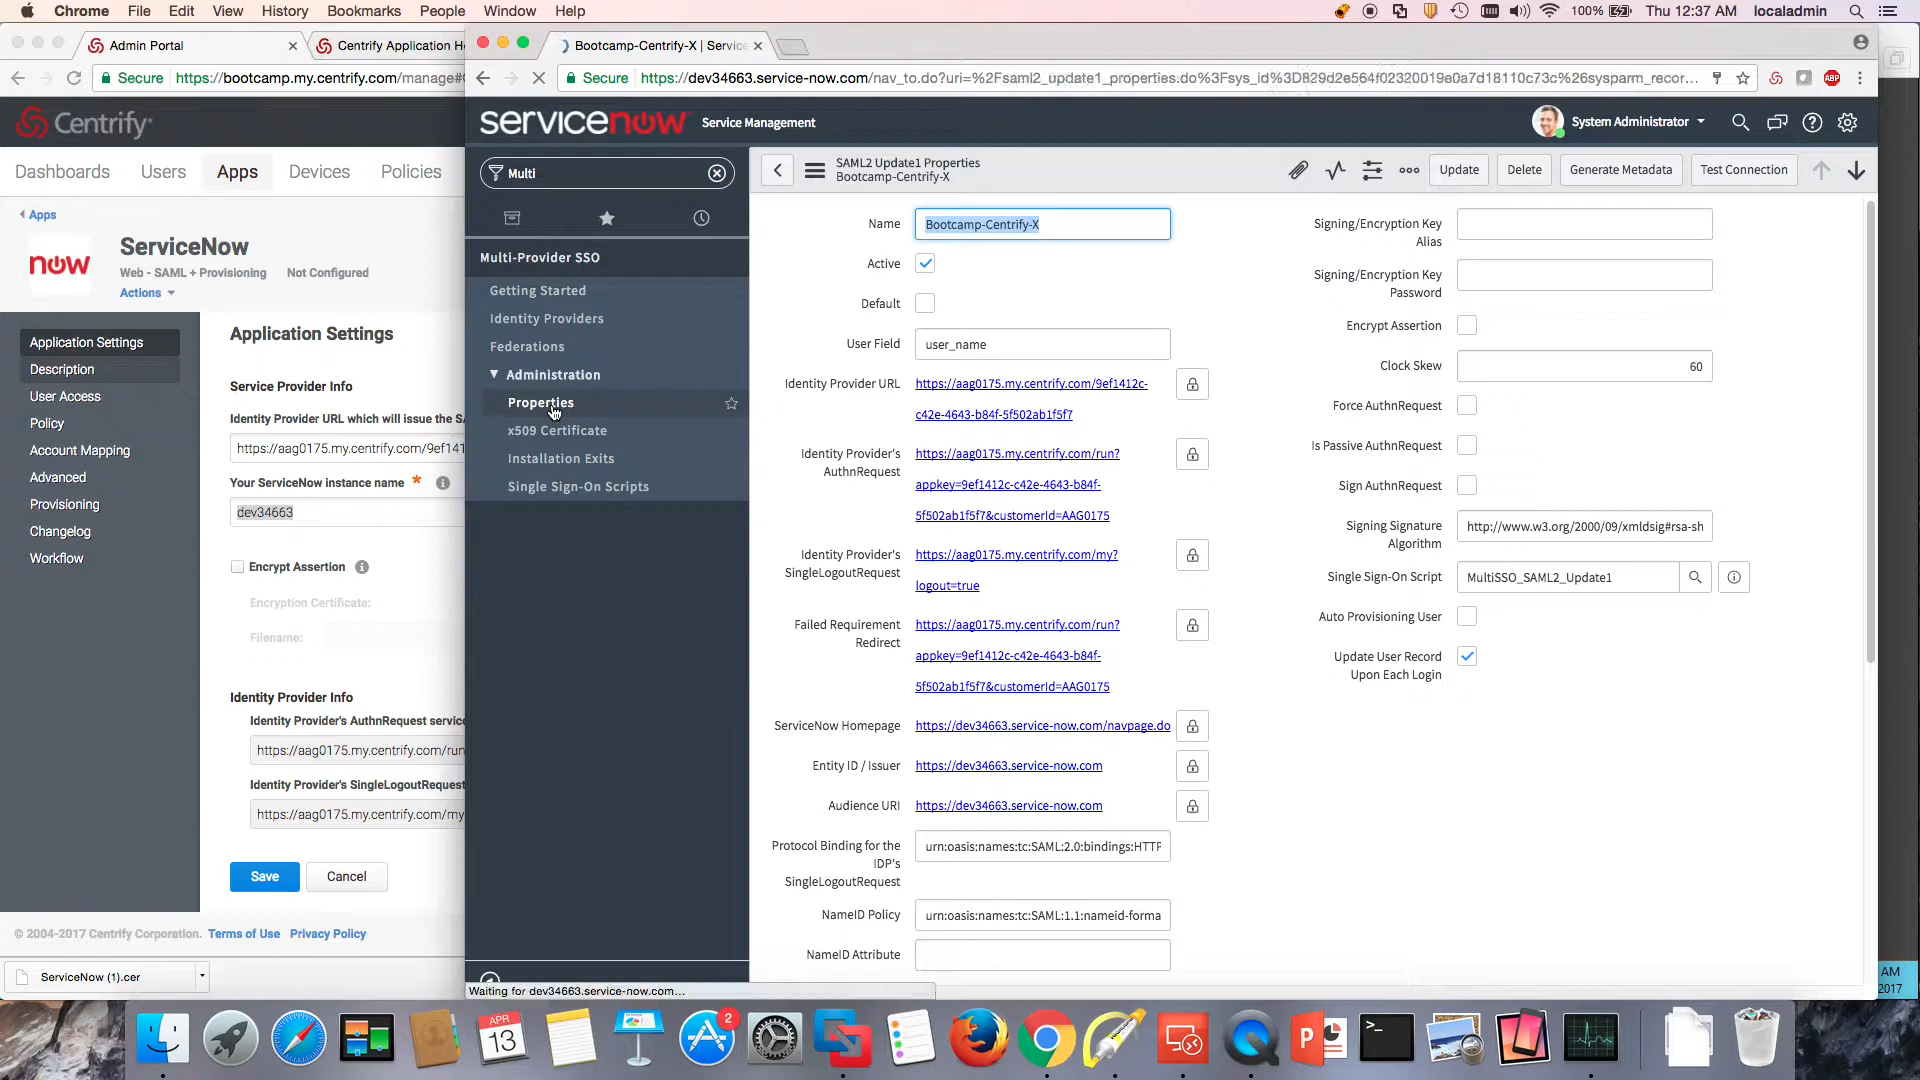 Chrome File Edit View History Bookmarks People Window Help
100% Thu 12:37 AM localadmin
Admin Portal
Centrify Application H
Secure https://bootcamp.my.centrify.com/manage#
Centrify
Dashboards Users Apps Devices Policies
Apps
now
ServiceNow
Web - SAML + Provisioning Not Configured
Actions
Application Settings
Description
User Access
Policy
Account Mapping
Advanced
Provisioning
Changelog
Workflow
Application Settings
Service Provider Info
Identity Provider URL which will issue the SA
https://aag0175.my.centrify.com/9ef141
Your ServiceNow instance name *
dev34663
Encrypt Assertion
Encryption Certificate:
Filename:
Identity Provider Info
Identity Provider's AuthnRequest service
https://aag0175.my.centrify.com/run
Identity Provider's SingleLogoutRequest
https://aag0175.my.centrify.com/my
Save Cancel
© 2004-2017 Centrify Corporation. Terms of Use Privacy Policy
ServiceNow (1).cer
Bootcamp-Centrify-X | Service
Secure https://dev34663.service-now.com/nav_to.do?uri=%2Fsaml2_update1_properties.do%3Fsys_id%3D829d2e564f02320019e0a7d18110c73c%26sysparm_recor...
ABP
servicenow Service Management
System Administrator
Multi
Multi-Provider SSO
Getting Started
Identity Providers
Federations
Administration
Properties
x509 Certificate
Installation Exits
Single Sign-On Scripts
SAML2 Update1 Properties
Bootcamp-Centrify-X
Update Delete Generate Metadata Test Connection
Name Bootcamp-Centrify-X
Active
Default
User Field user_name
Identity Provider URL https://aag0175.my.centrify.com/9ef1412c-
c42e-4643-b84f-5f502ab1f5f7
Identity Provider's
AuthnRequest
https://aag0175.my.centrify.com/run?
appkey=9ef1412c-c42e-4643-b84f-
5f502ab1f5f7&customerId=AAG0175
Identity Provider's
SingleLogoutRequest
https://aag0175.my.centrify.com/my?
logout=true
Failed Requirement
Redirect
https://aag0175.my.centrify.com/run?
appkey=9ef1412c-c42e-4643-b84f-
5f502ab1f5f7&customerId=AAG0175
ServiceNow Homepage https://dev34663.service-now.com/navpage.do
Entity ID / Issuer https://dev34663.service-now.com
Audience URI https://dev34663.service-now.com
Protocol Binding for the
IDP's
SingleLogoutRequest
urn:oasis:names:tc:SAML:2.0:bindings:HTTP
NameID Policy urn:oasis:names:tc:SAML:1.1:nameid-forma
NameID Attribute
Signing/Encryption Key
Alias
Signing/Encryption Key
Password
Encrypt Assertion
Clock Skew 60
Force AuthnRequest
Is Passive AuthnRequest
Sign AuthnRequest
Signing Signature
Algorithm
http://www.w3.org/2000/09/xmldsig#rsa-sh
Single Sign-On Script MultiSSO_SAML2_Update1
Auto Provisioning User
Update User Record
Upon Each Login
Waiting for dev34663.service-now.com...
AM
2017
APR
13
2